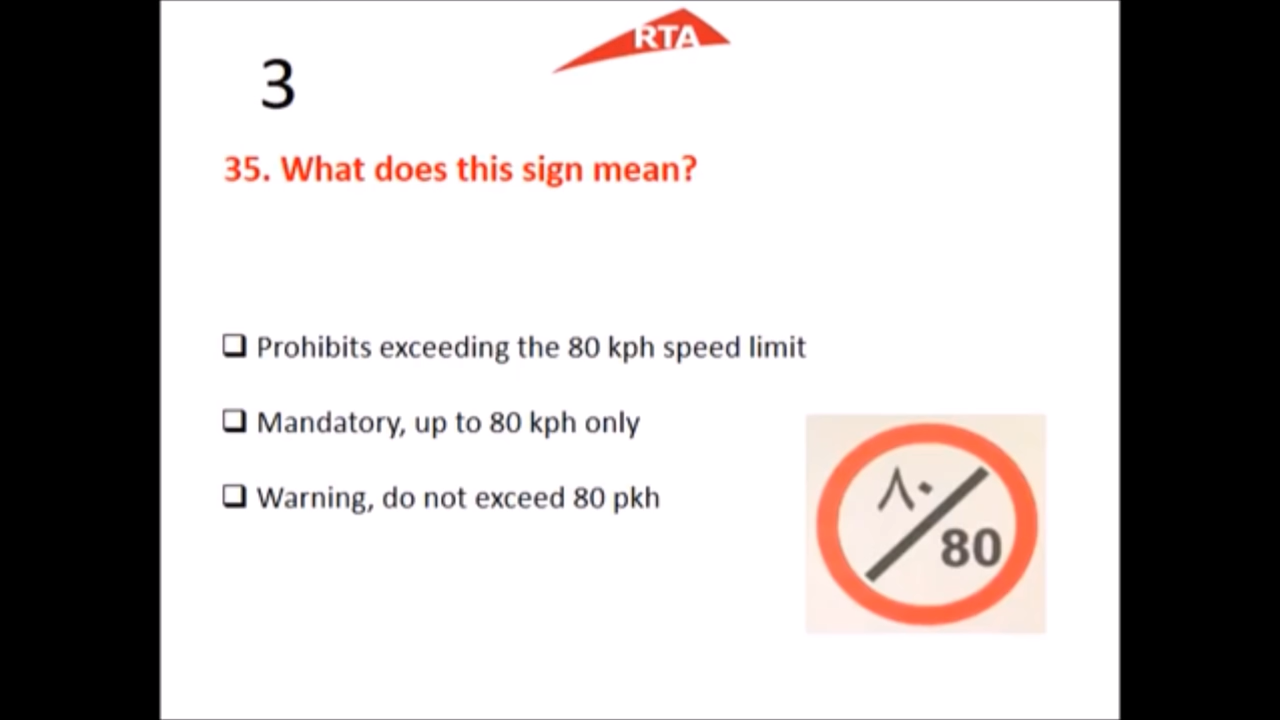 RTA
3
35. What does this sign mean?
Prohibits exceeding the 80 kph speed limit
Mandatory, up to 80 kph only
Warning, do not exceed 80 pkh
٨٠
80